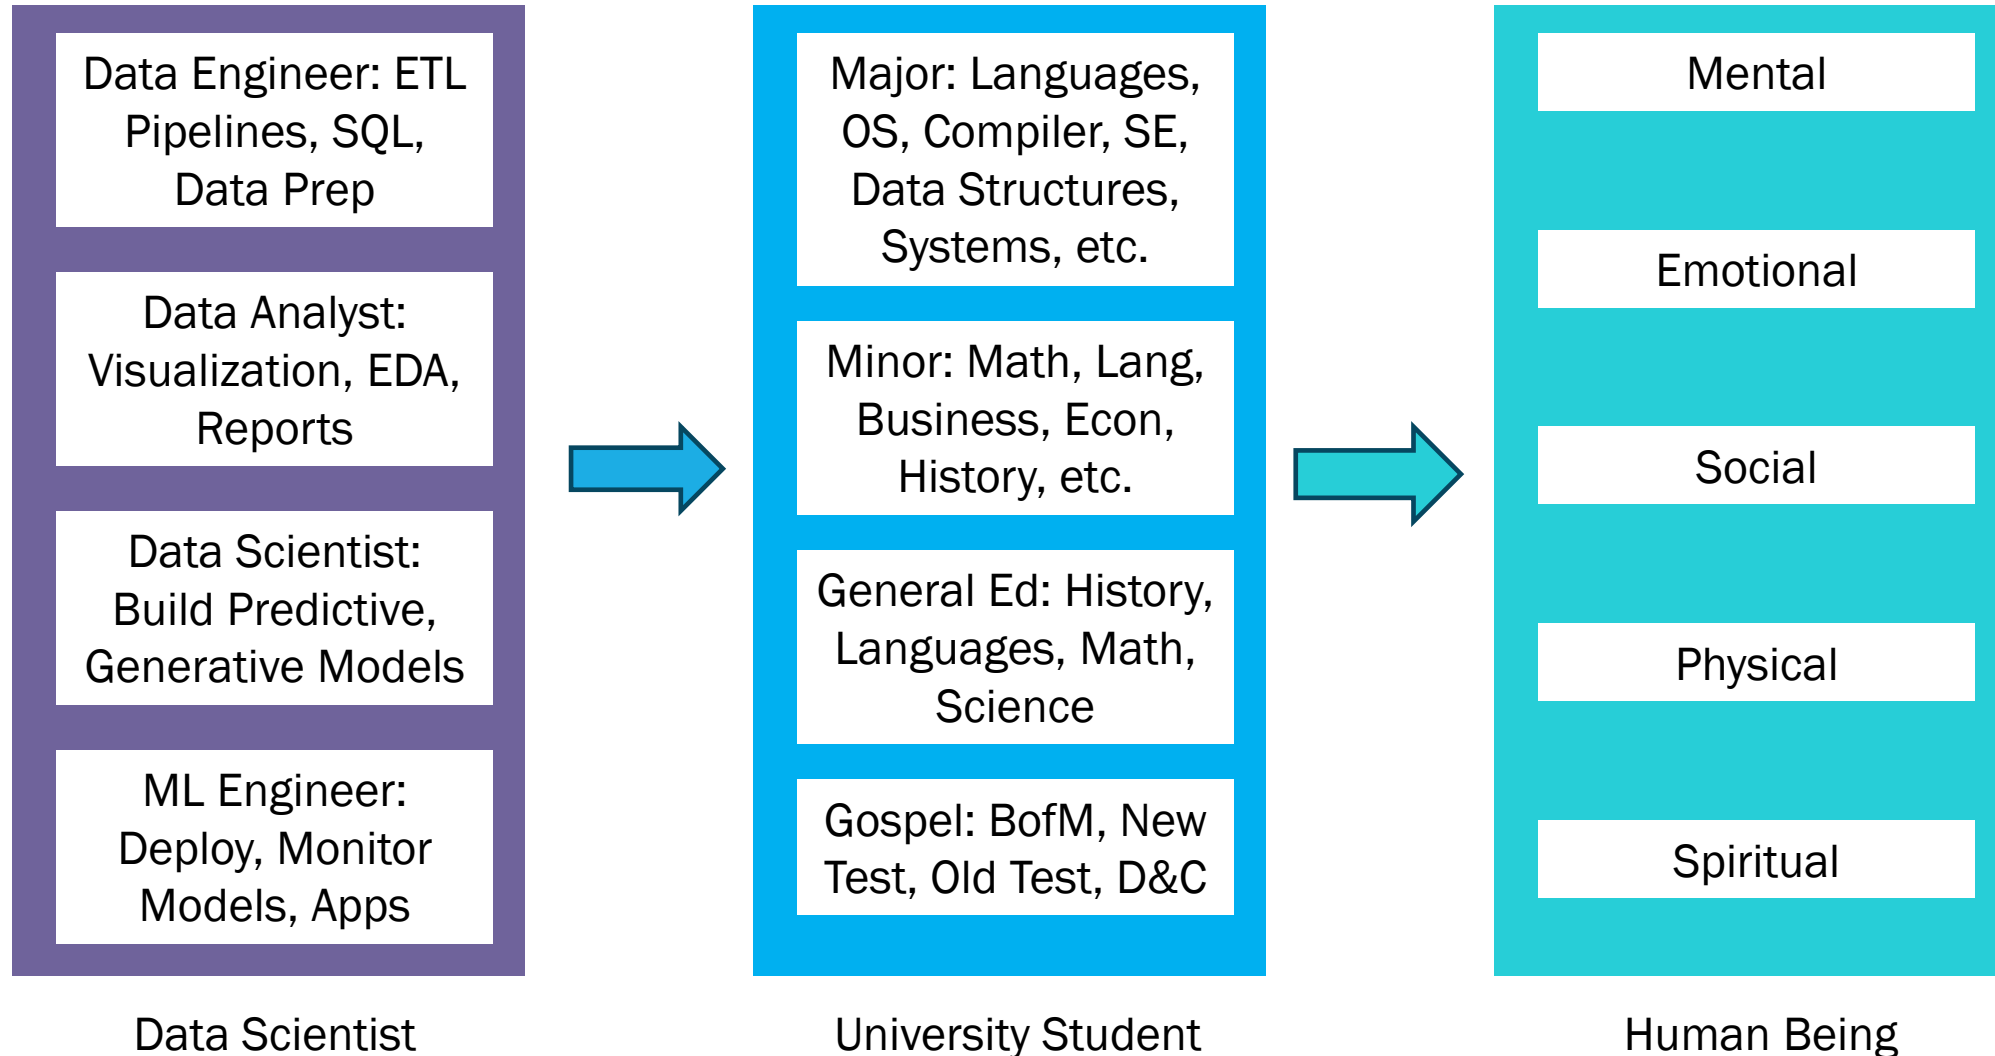 Data Engineer: ETL
Pipelines, SQL,
Data Prep
Data Analyst:
Visualization, EDA,
Reports
Data Scientist:
Build Predictive,
Generative Models
ML Engineer:
Deploy, Monitor
Models, Apps
Data Scientist
Major: Languages,
OS, Compiler, SE,
Data Structures,
Systems, etc.
Minor: Math, Lang,
Business, Econ,
History, etc.
General Ed: History,
Languages, Math,
Science
Gospel: BofM, New
Test, Old Test, D&C
University Student
Mental
Emotional
Social
Physical
Spiritual
Human Being